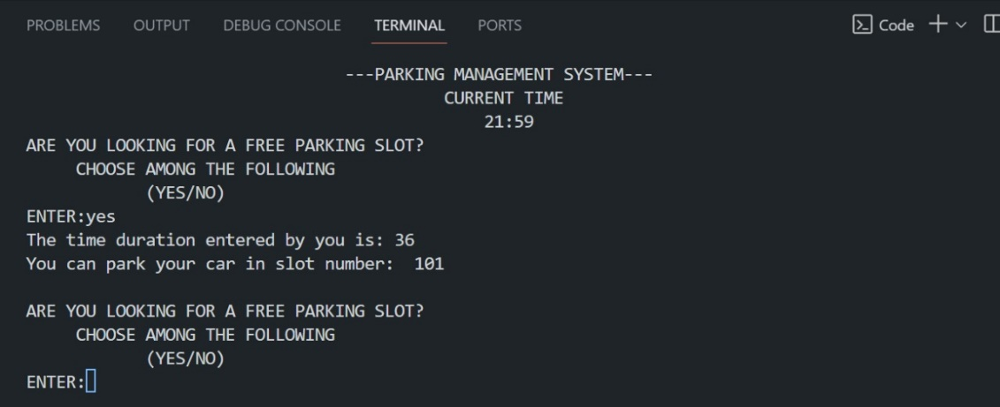 PROBLEMS OUTPUT DEBUG CONSOLE TERMINAL PORTS Code
---PARKING MANAGEMENT SYSTEM---
CURRENT TIME
21:59
ARE YOU LOOKING FOR A FREE PARKING SLOT?
CHOOSE AMONG THE FOLLOWING
(YES/NO)
ENTER:yes
The time duration entered by you is: 36
You can park your car in slot number:  101
ARE YOU LOOKING FOR A FREE PARKING SLOT?
CHOOSE AMONG THE FOLLOWING
(YES/NO)
ENTER: